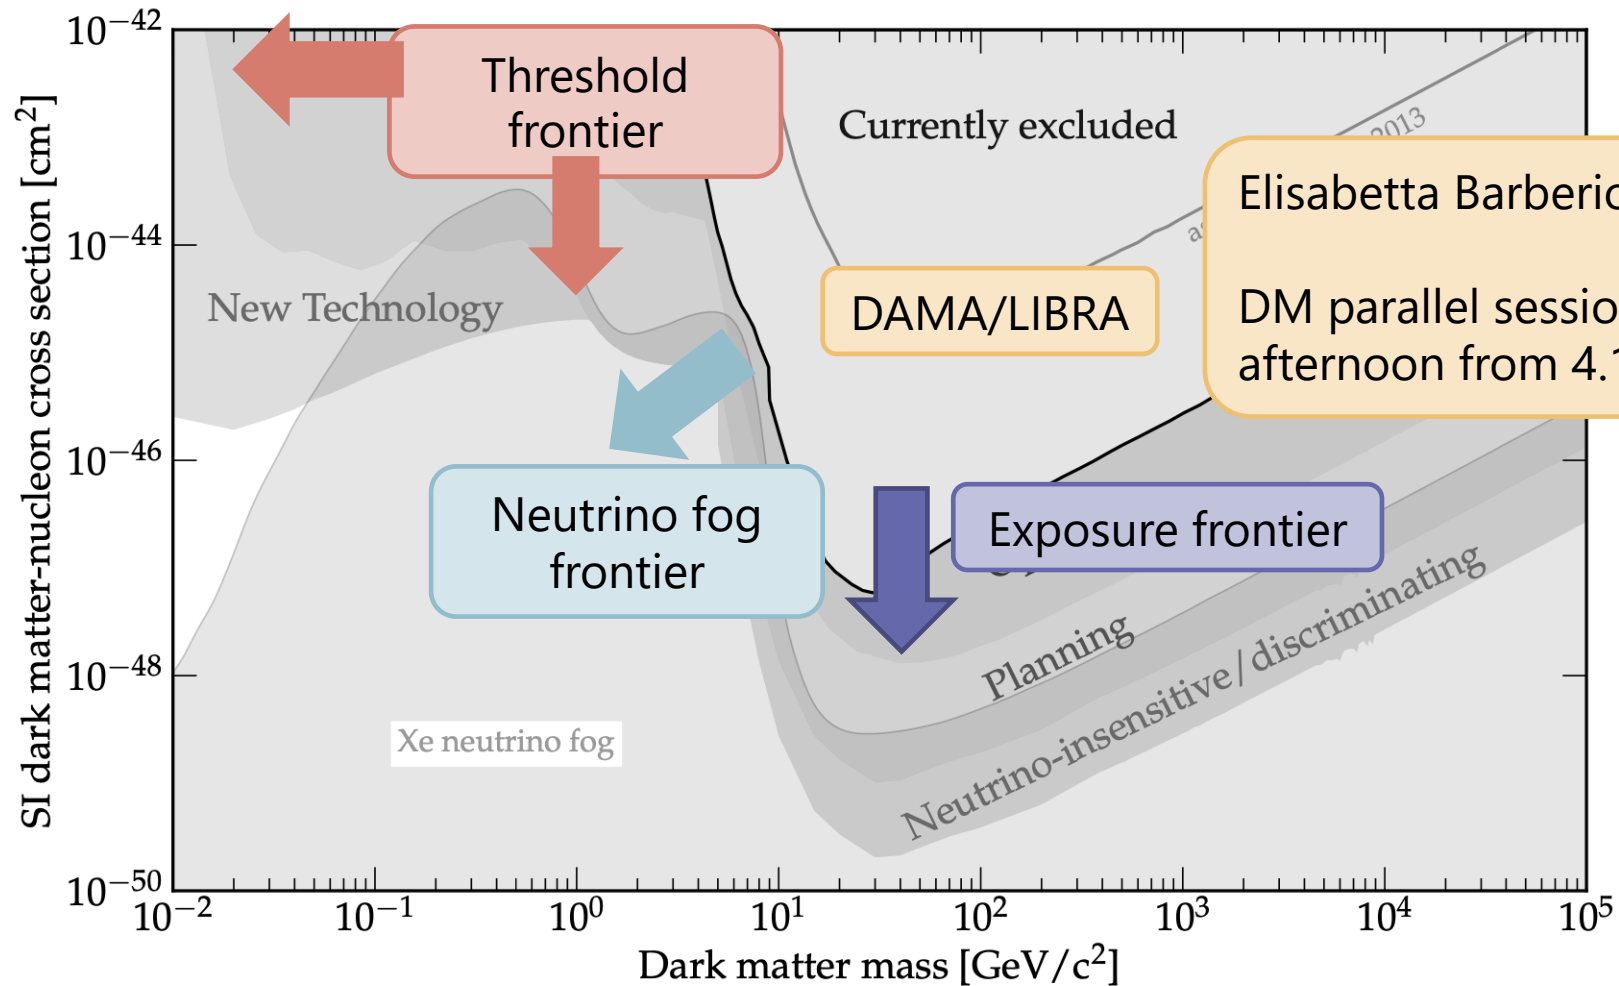 10−42
10−44
10−46
10−48
10−50
SI dark matter-nucleon cross section [cm2]
Threshold
frontier
Currently excluded
2013
Elisabetta Barberic
DM parallel sessio
afternoon from 4.
DAMA/LIBRA
New Technology
Neutrino fog
frontier
Exposure frontier
Planning
Neutrino-insensitive/discriminating
Xe neutrino fog
10−2 10−1 100 101 102 103 104 105
Dark matter mass [GeV/c2]